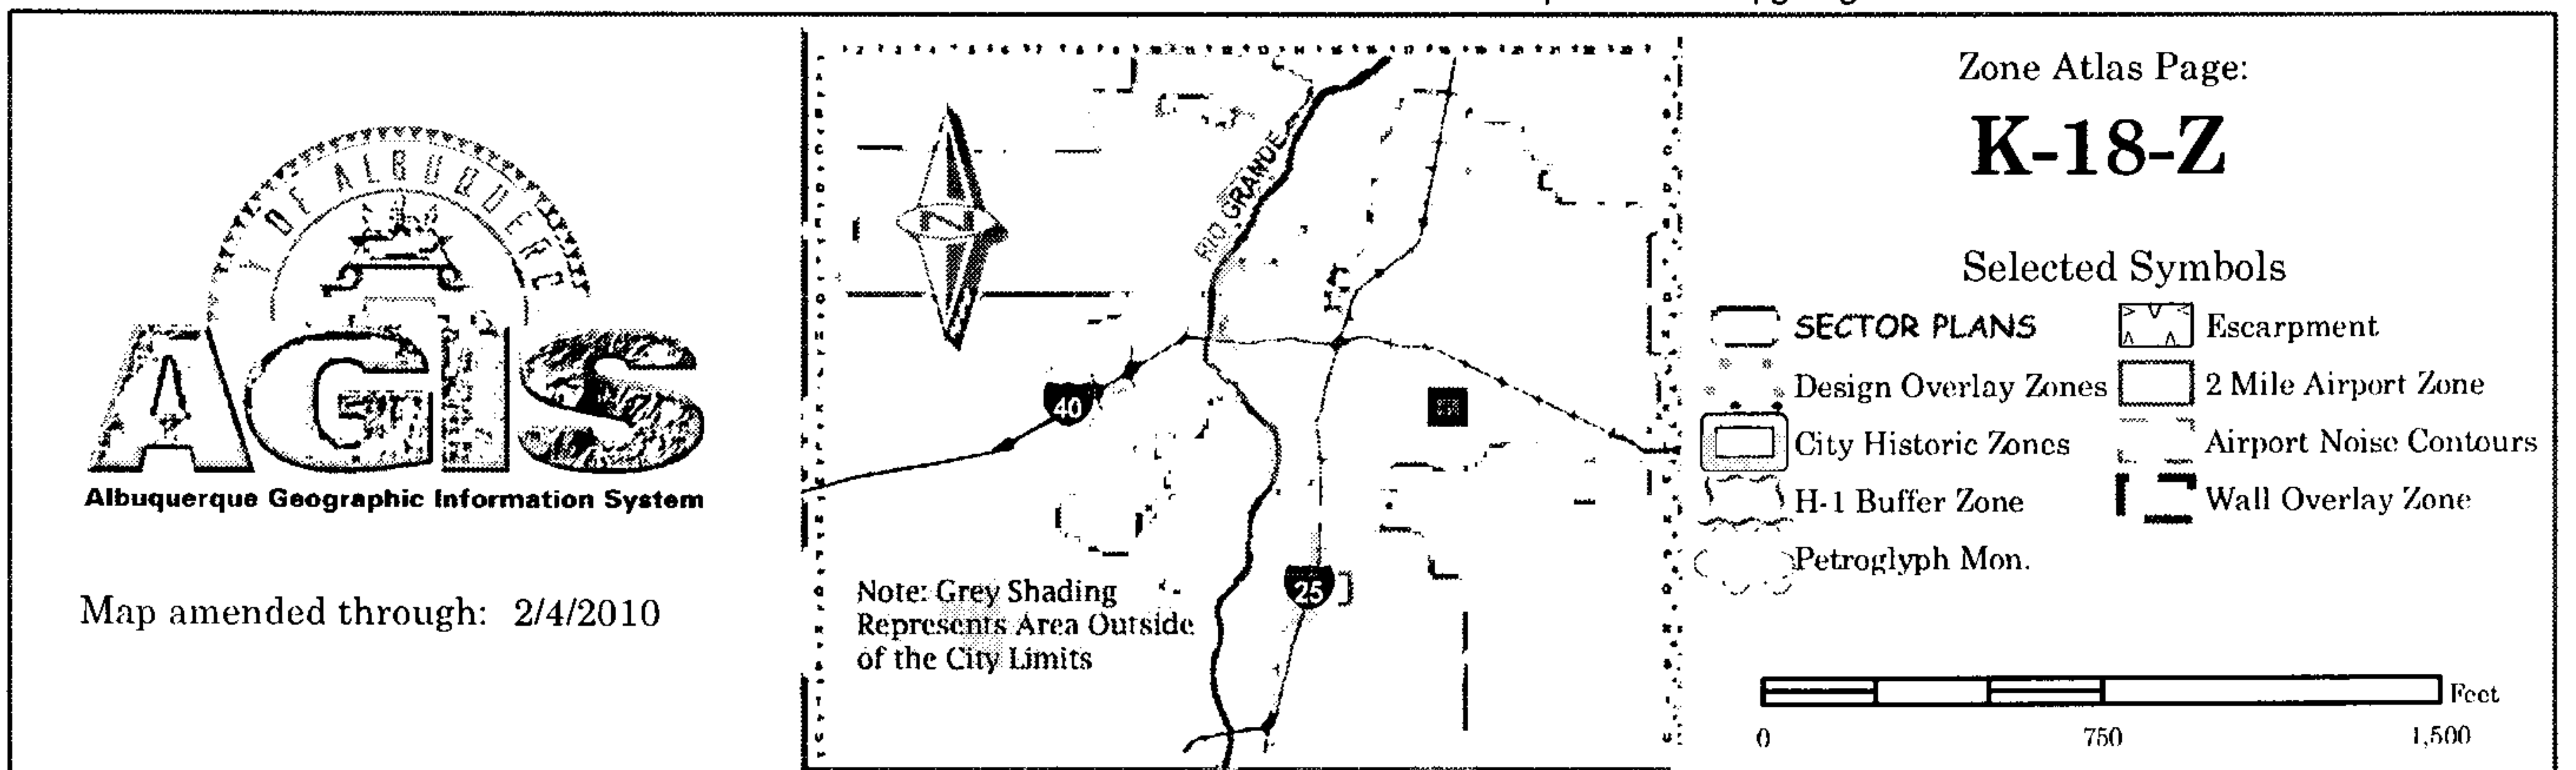 Y OF ALBUQUERQUE
AGIS
Albuquerque Geographic Information System
Map amended through: 2/4/2010
RIO GRANDE
N
40
25
Note: Grey Shading
Represents Area Outside
of the City Limits
Zone Atlas Page:
K-18-Z
Selected Symbols
SECTOR PLANS
Design Overlay Zones
City Historic Zones
H-1 Buffer Zone
Petroglyph Mon.
Escarpment
2 Mile Airport Zone
Airport Noise Contours
Wall Overlay Zone
Feet
0 750 1,500